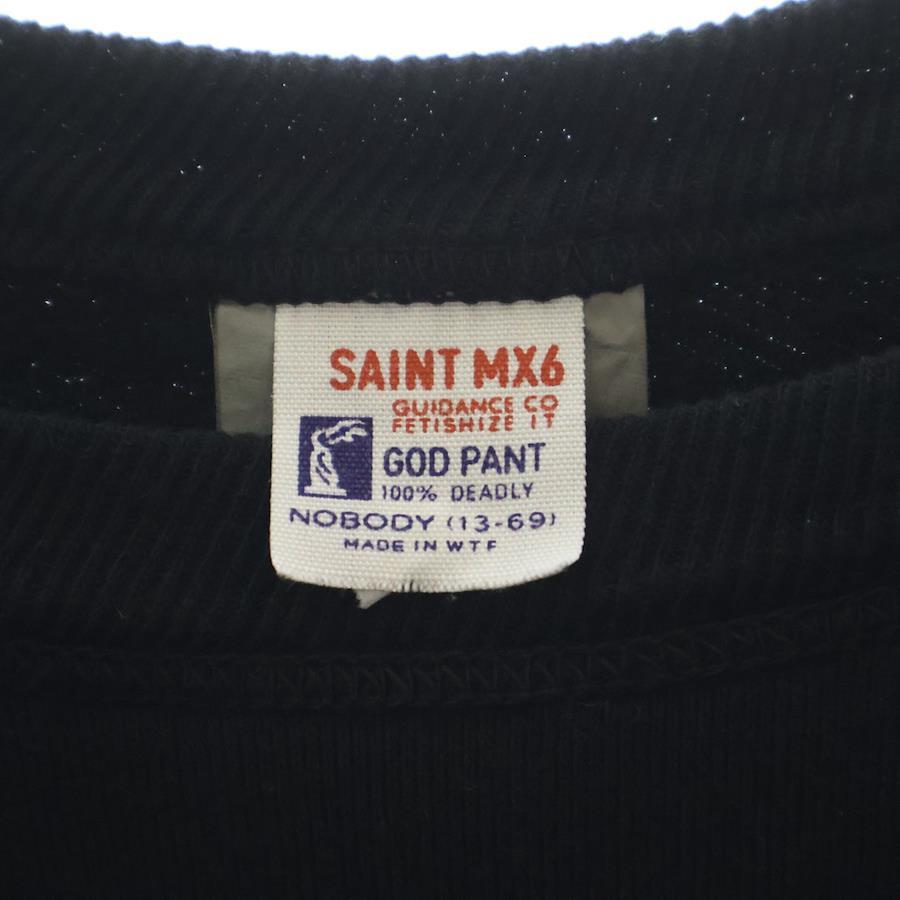 SAINT MX6
GUIDANCE CO
FETISHIZE IT
GOD PANT
100% DEADLY
NOBODY (13-69)
MADE IN WTF